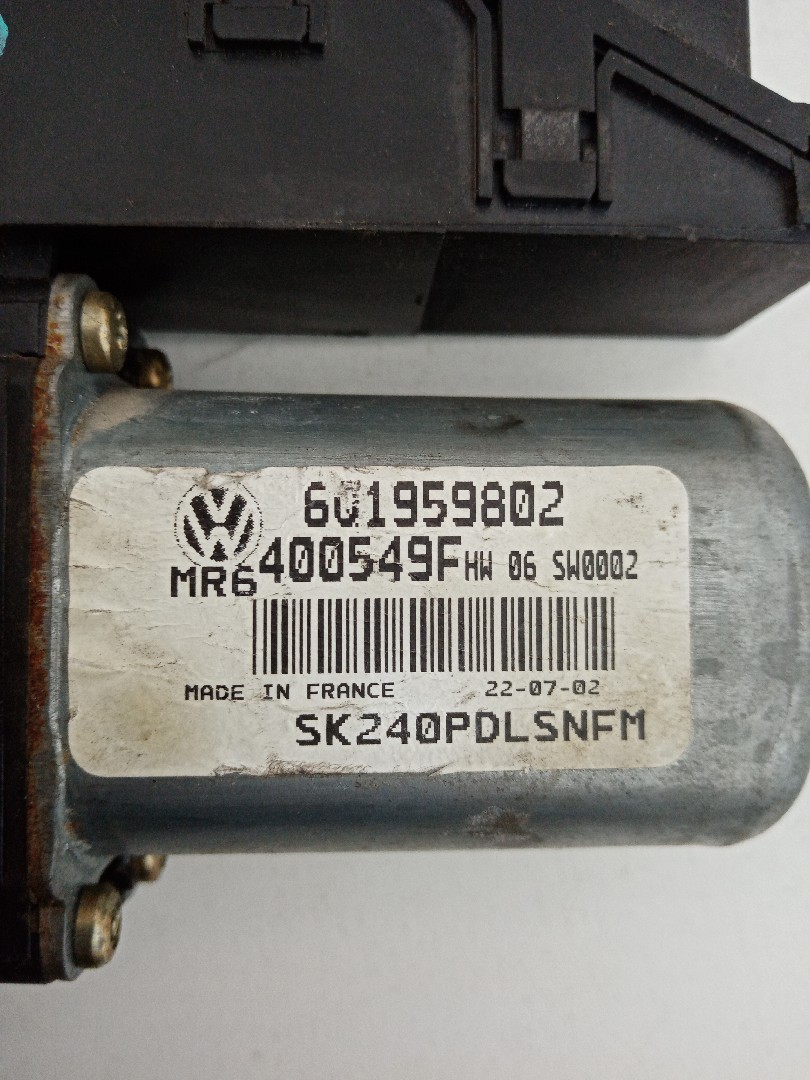 6Q1959802
MR6 400549F HW 06 SW0002
MADE IN FRANCE 22-07-02
SK240PDLSNFM